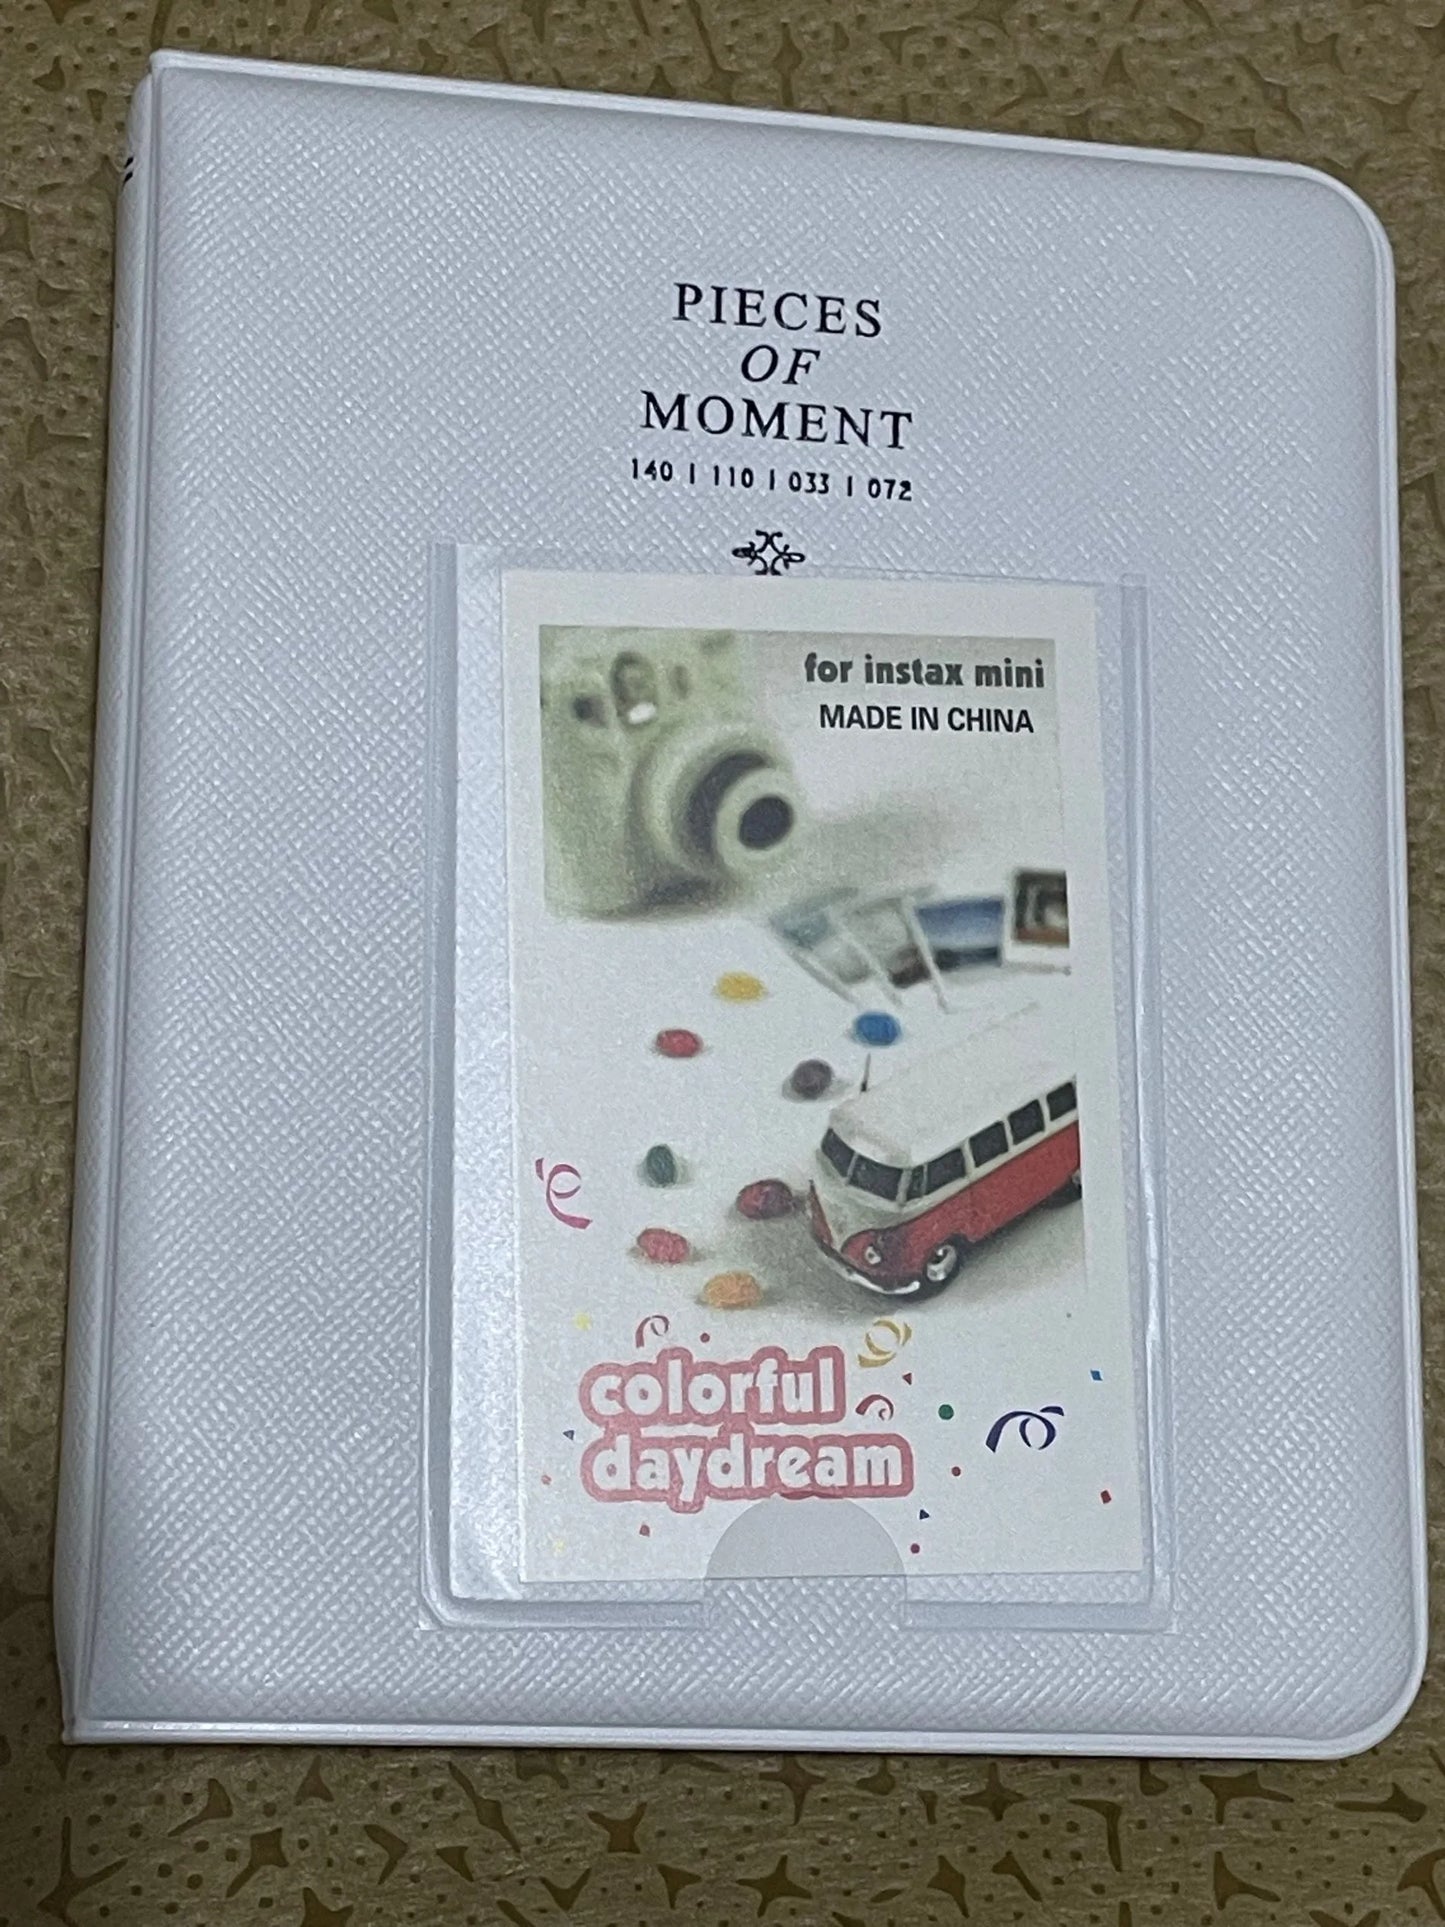 PIECES
OF
MOMENT
140 | 110 | 033 | 072
for instax mini
MADE IN CHINA
colorful
daydream